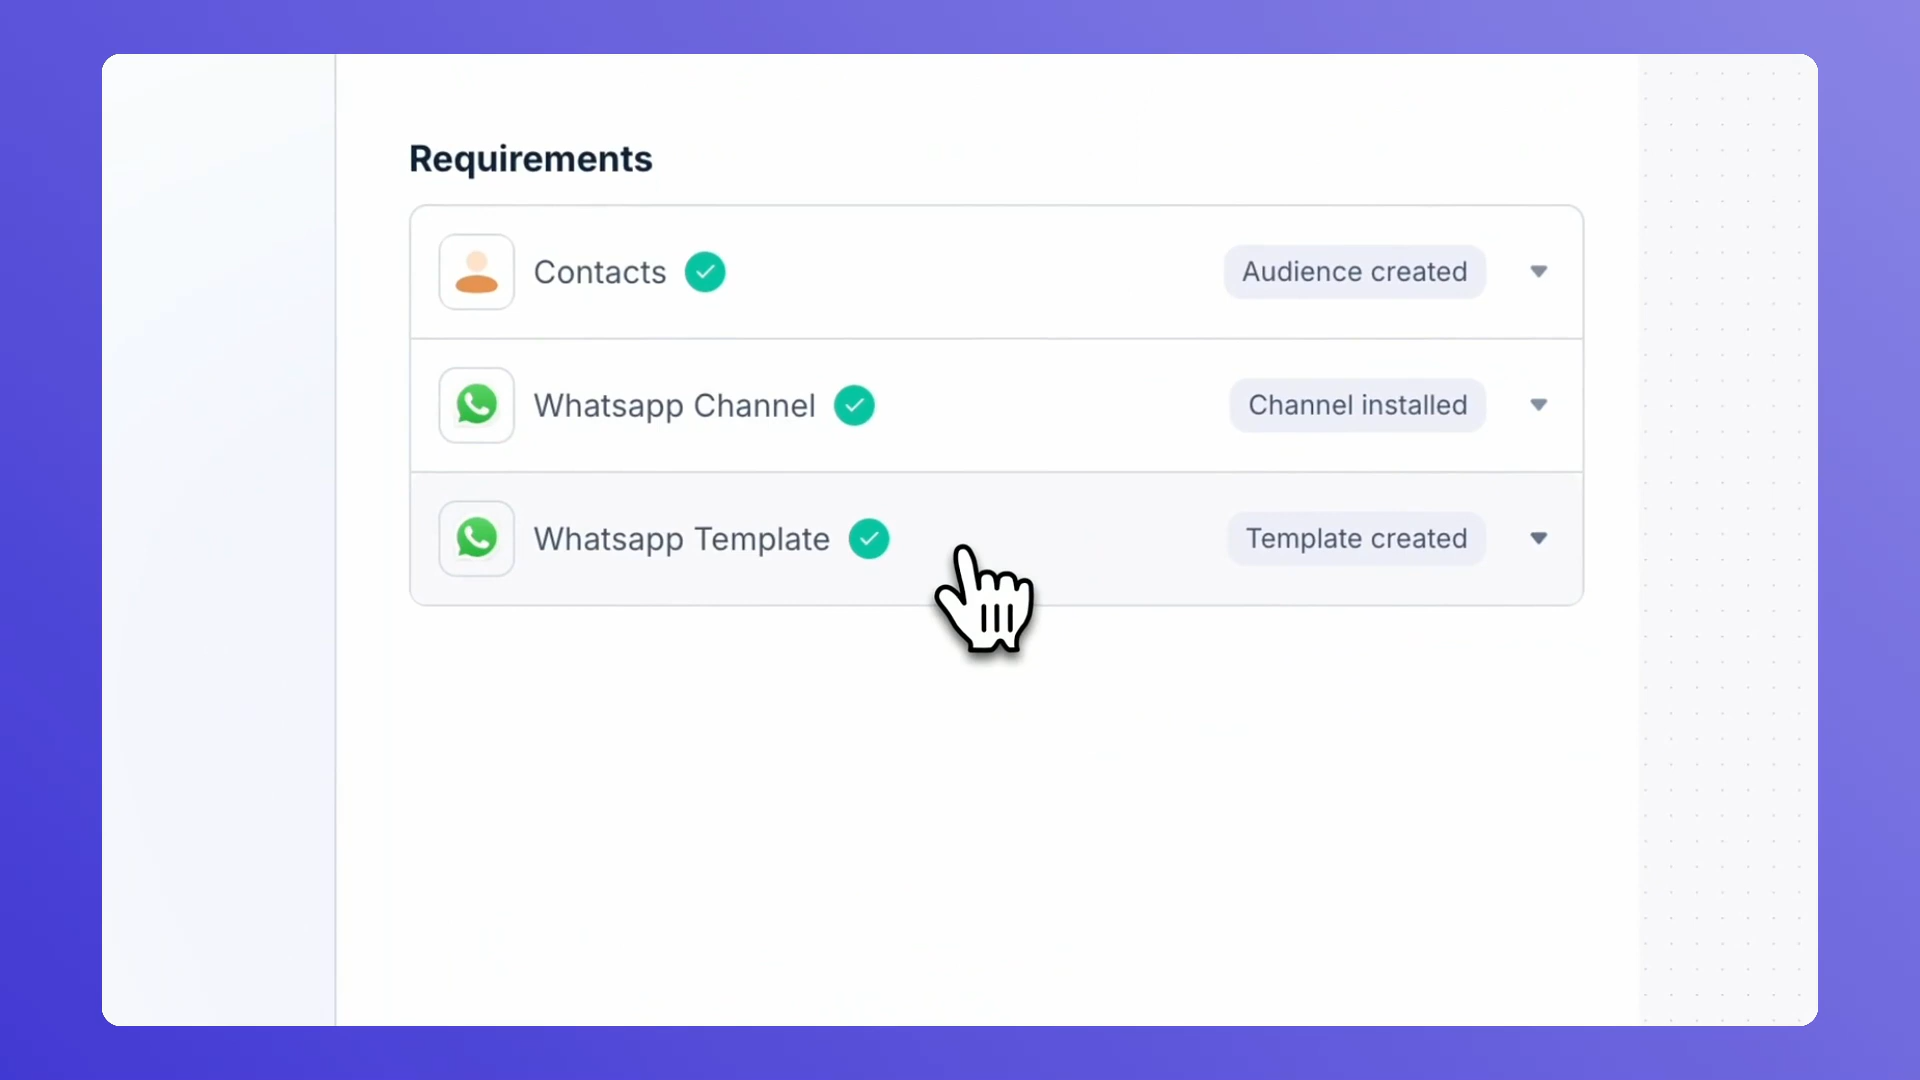 Requirements
Contacts
Audience created
Whatsapp Channel
Channel installed
Whatsapp Template
Template created